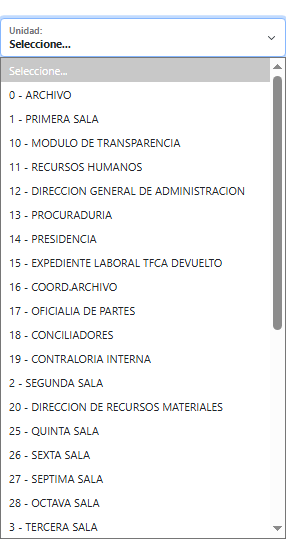 Unidad:
Seleccione...
Seleccione...
0 - ARCHIVO
1 - PRIMERA SALA
10 - MODULO DE TRANSPARENCIA
11 - RECURSOS HUMANOS
12 - DIRECCION GENERAL DE ADMINISTRACION
13 - PROCURADURIA
14 - PRESIDENCIA
15 - EXPEDIENTE LABORAL TFCA DEVUELTO
16 - COORD.ARCHIVO
17 - OFICIALIA DE PARTES
18 - CONCILIADORES
19 - CONTRALORIA INTERNA
2 - SEGUNDA SALA
20 - DIRECCION DE RECURSOS MATERIALES
25 - QUINTA SALA
26 - SEXTA SALA
27 - SEPTIMA SALA
28 - OCTAVA SALA
3 - TERCERA SALA